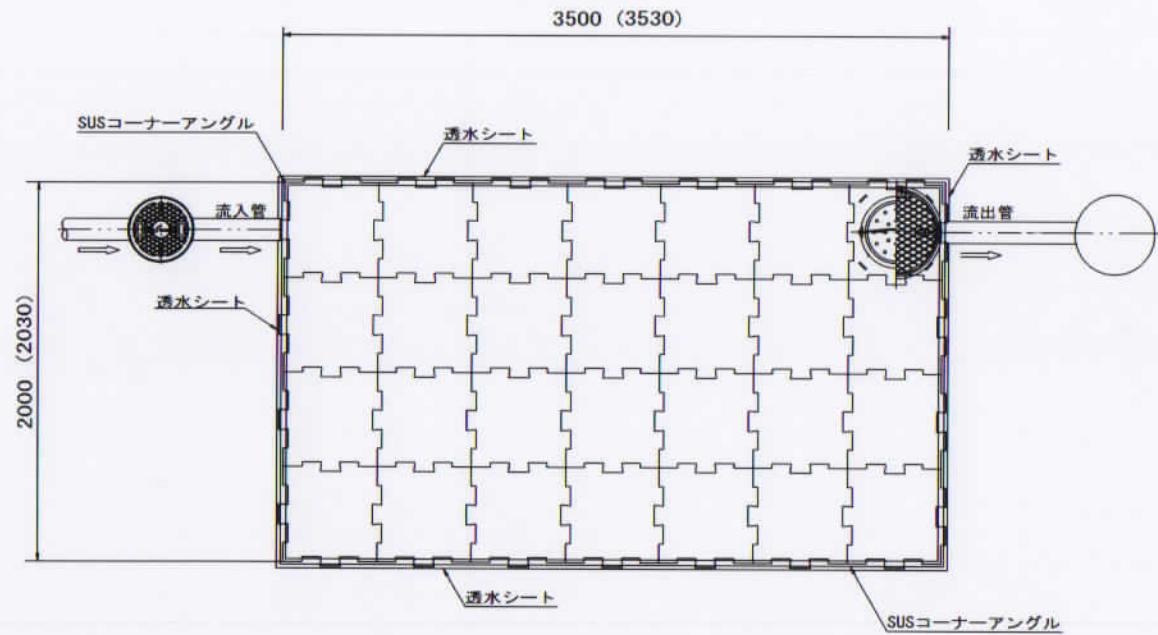 3500 (3530)
SUSコーナーアングル
透水シート
透水シート
流入管
流出管
透水シート
2000 (2030)
透水シート
SUSコーナーアングル